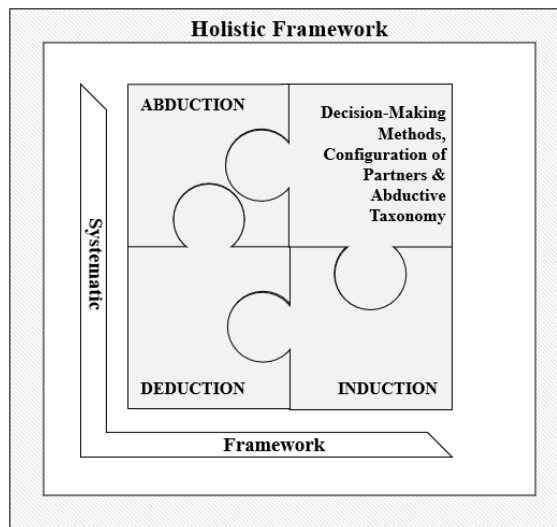 Holistic Framework
ABDUCTION
Decision-Making
Methods,
Configuration of
Partners &
Abductive
Taxonomy
Systematic
DEDUCTION
INDUCTION
Framework